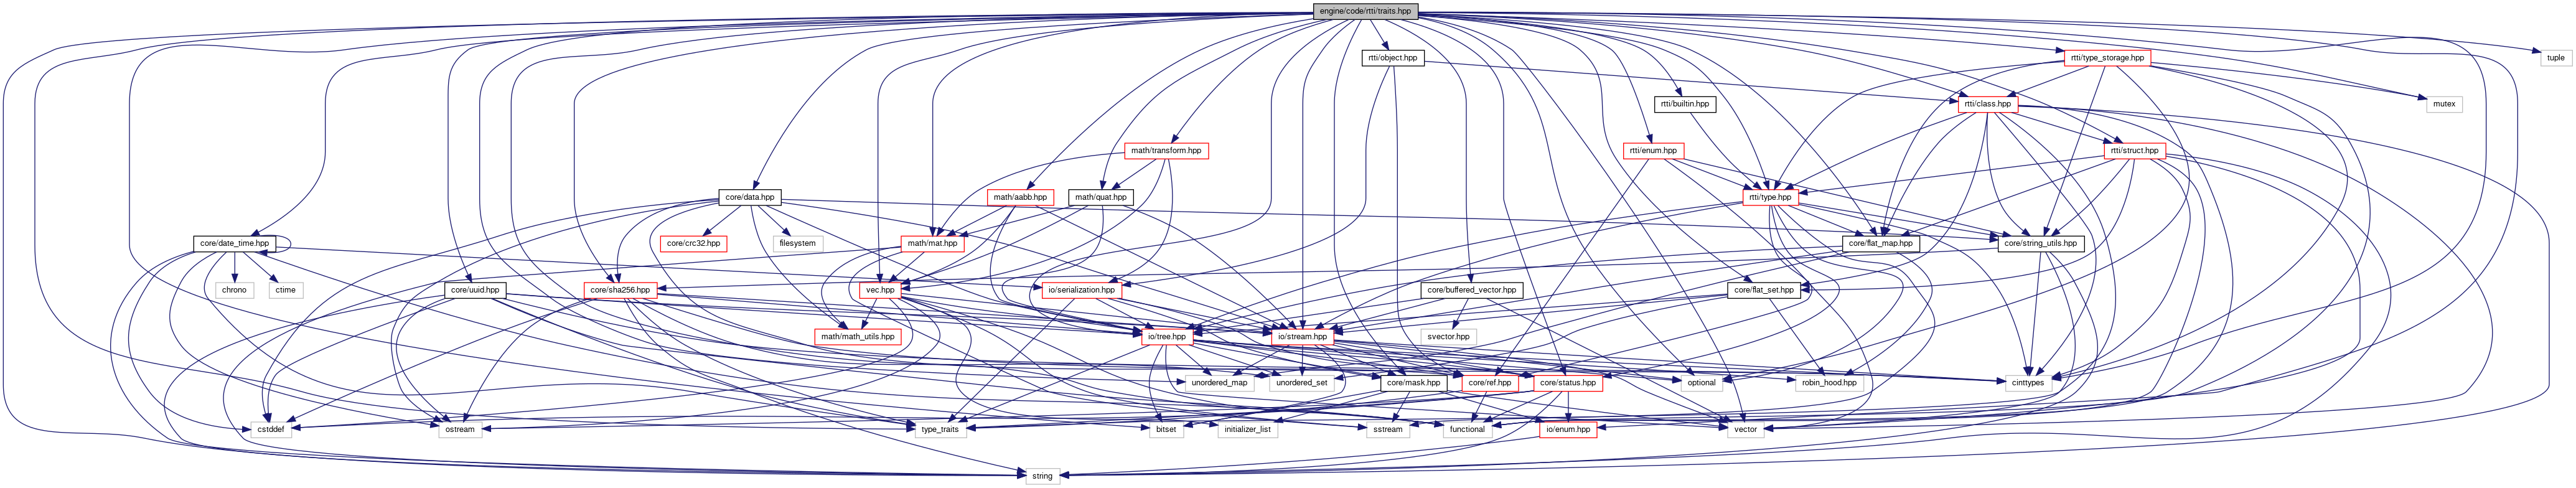 engine/code/rtti/traits.hpp
rtti/object.hpp
rtti/type_storage.hpp
tuple
rtti/builtin.hpp
rtti/class.hpp
mutex
math/transform.hpp
rtti/enum.hpp
rtti/struct.hpp
core/data.hpp
math/aabb.hpp
math/quat.hpp
rtti/type.hpp
core/date_time.hpp
core/crc32.hpp
filesystem
math/mat.hpp
core/flat_map.hpp
core/string_utils.hpp
chrono
ctime
core/uuid.hpp
core/sha256.hpp
vec.hpp
io/serialization.hpp
core/buffered_vector.hpp
core/flat_set.hpp
math/math_utils.hpp
io/tree.hpp
io/stream.hpp
svector.hpp
unordered_map
unordered_set
core/mask.hpp
core/ref.hpp
core/status.hpp
optional
robin_hood.hpp
cinttypes
cstddef
ostream
type_traits
bitset
initializer_list
sstream
functional
io/enum.hpp
vector
string